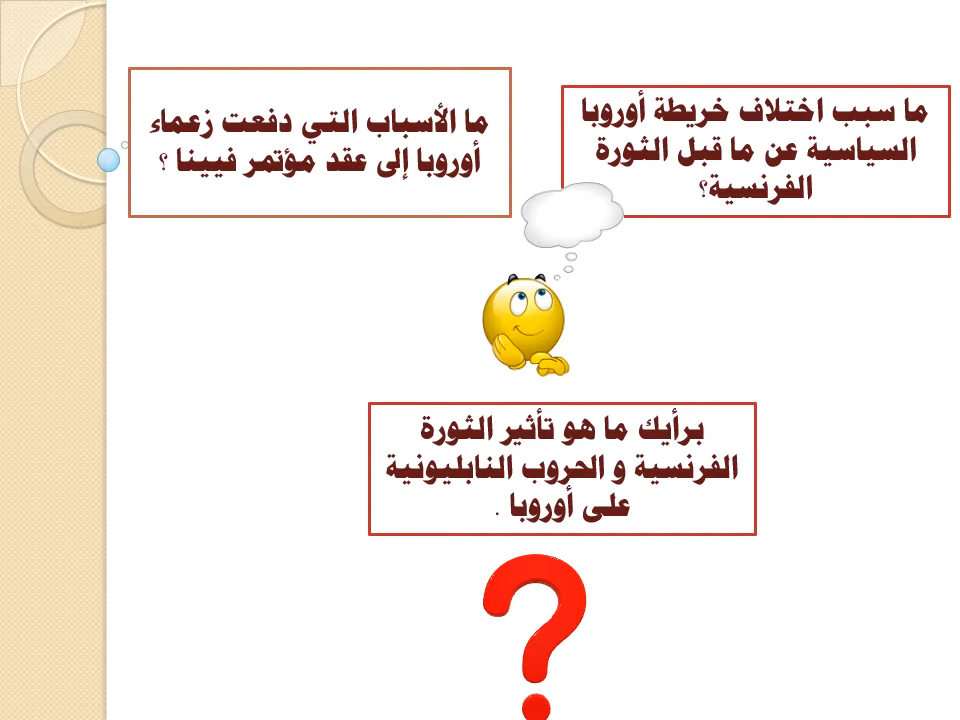 ما سبب اختلاف خريطة أوروبا
السياسية عن ما قبل الثورة
الفرنسية؟
ما الأسباب التي دفعت زعماء
أوروبا إلى عقد مؤتمر فيينا ؟
برأيك ما هو تأثير الثورة
الفرنسية و الحروب النابليونية
على أوروبا .